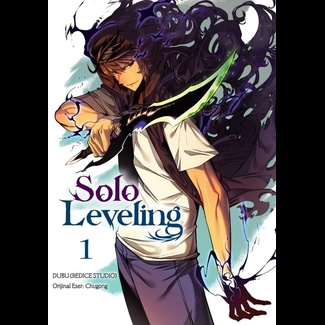 Solo
Leveling
1
DUBU (REDICE STUDIO)
Orijinal Eser: Chugong